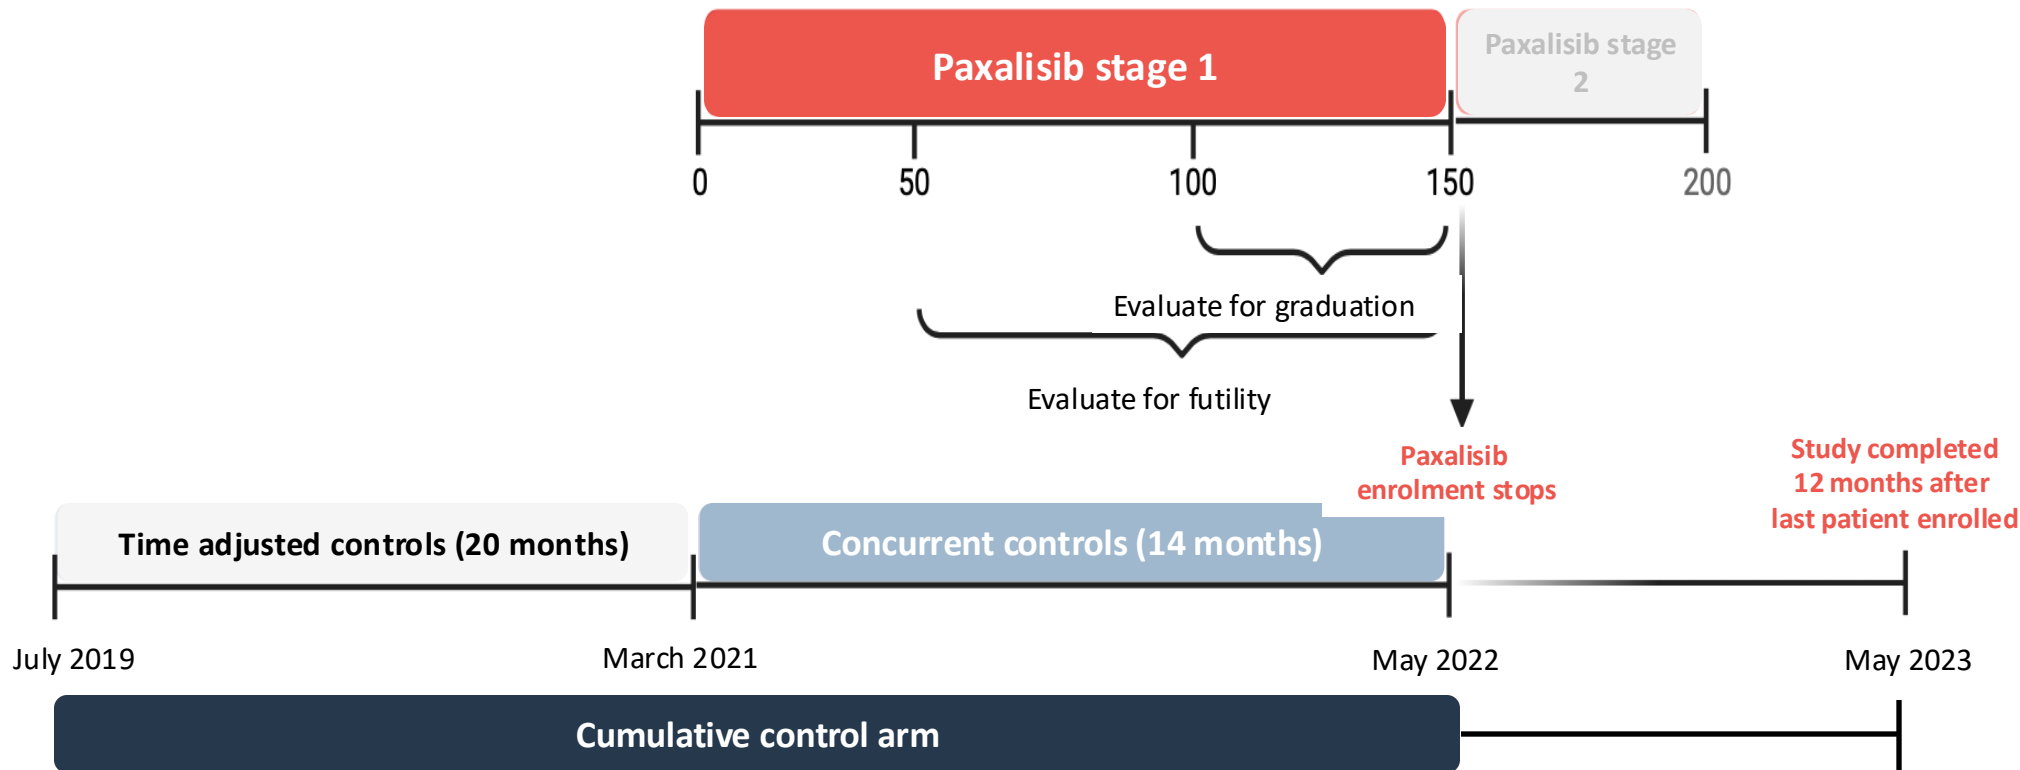 Paxalisib stage 1
Paxalisib stage
2
0
50
100
150
200
Evaluate for graduation
Evaluate for futility
Paxalisib
enrolment stops
Study completed
12 months after
last patient enrolled
Time adjusted controls (20 months)
Concurrent controls (14 months)
July 2019
March 2021
May 2022
May 2023
Cumulative control arm